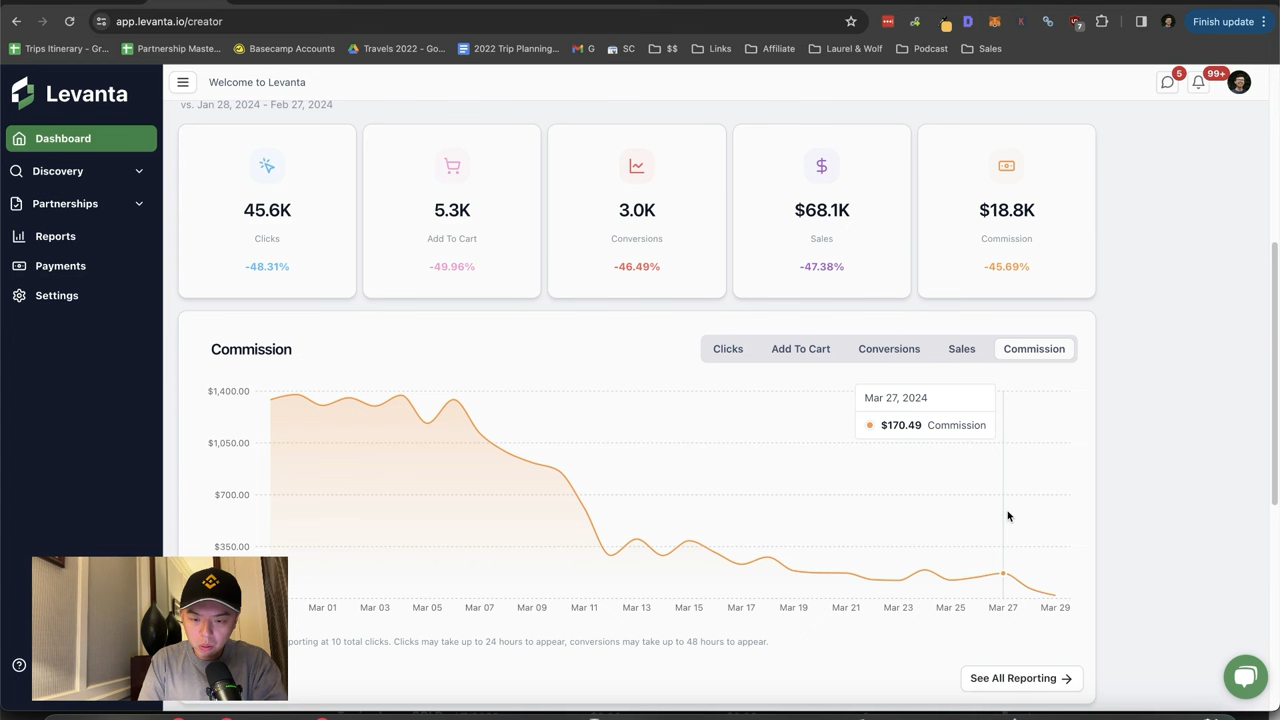 app.levanta.io/creator
7
Finish update
Trips Itinerary - Gr...
Partnership Maste...
Basecamp Accounts
Travels 2022 - Go...
2022 Trip Planning,...
G
SC
$$
Links
Affiliate
Laurel & Wolf
Podcast
Sales
Levanta
Welcome to Levanta
5
99+
vs. Jan 28, 2024 - Feb 27, 2024
Dashboard
Discovery
Partnerships
Reports
Payments
Settings
45.6K
Clicks
-48.31%
5.3K
Add To Cart
-49.96%
3.0K
Conversions
-46.49%
$68.1K
Sales
-47.38%
$18.8K
Commission
-45.69%
Commission
Clicks
Add To Cart
Conversions
Sales
Commission
$1,400.00
$1,050.00
$700.00
$350.00
Mar 27, 2024
$170.49 Commission
Mar 01
Mar 03
Mar 05
Mar 07
Mar 09
Mar 11
Mar 13
Mar 15
Mar 17
Mar 19
Mar 21
Mar 23
Mar 25
Mar 27
Mar 29
porting at 10 total clicks. Clicks may take up to 24 hours to appear, conversions may take up to 48 hours to appear.
See All Reporting